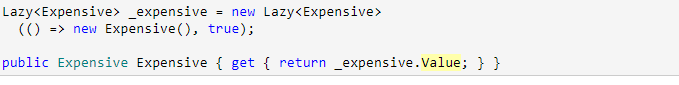 Lazy<Expensive> _expensive = new Lazy<Expensive>
(() => new Expensive(), true);
public Expensive Expensive { get { return _expensive.Value; } }